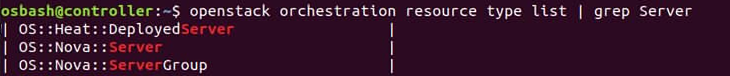 osbash@controller:~$ openstack orchestration resource type list | grep Server
| OS::Heat::DeployedServer |
| OS::Nova::Server |
| OS::Nova::ServerGroup |